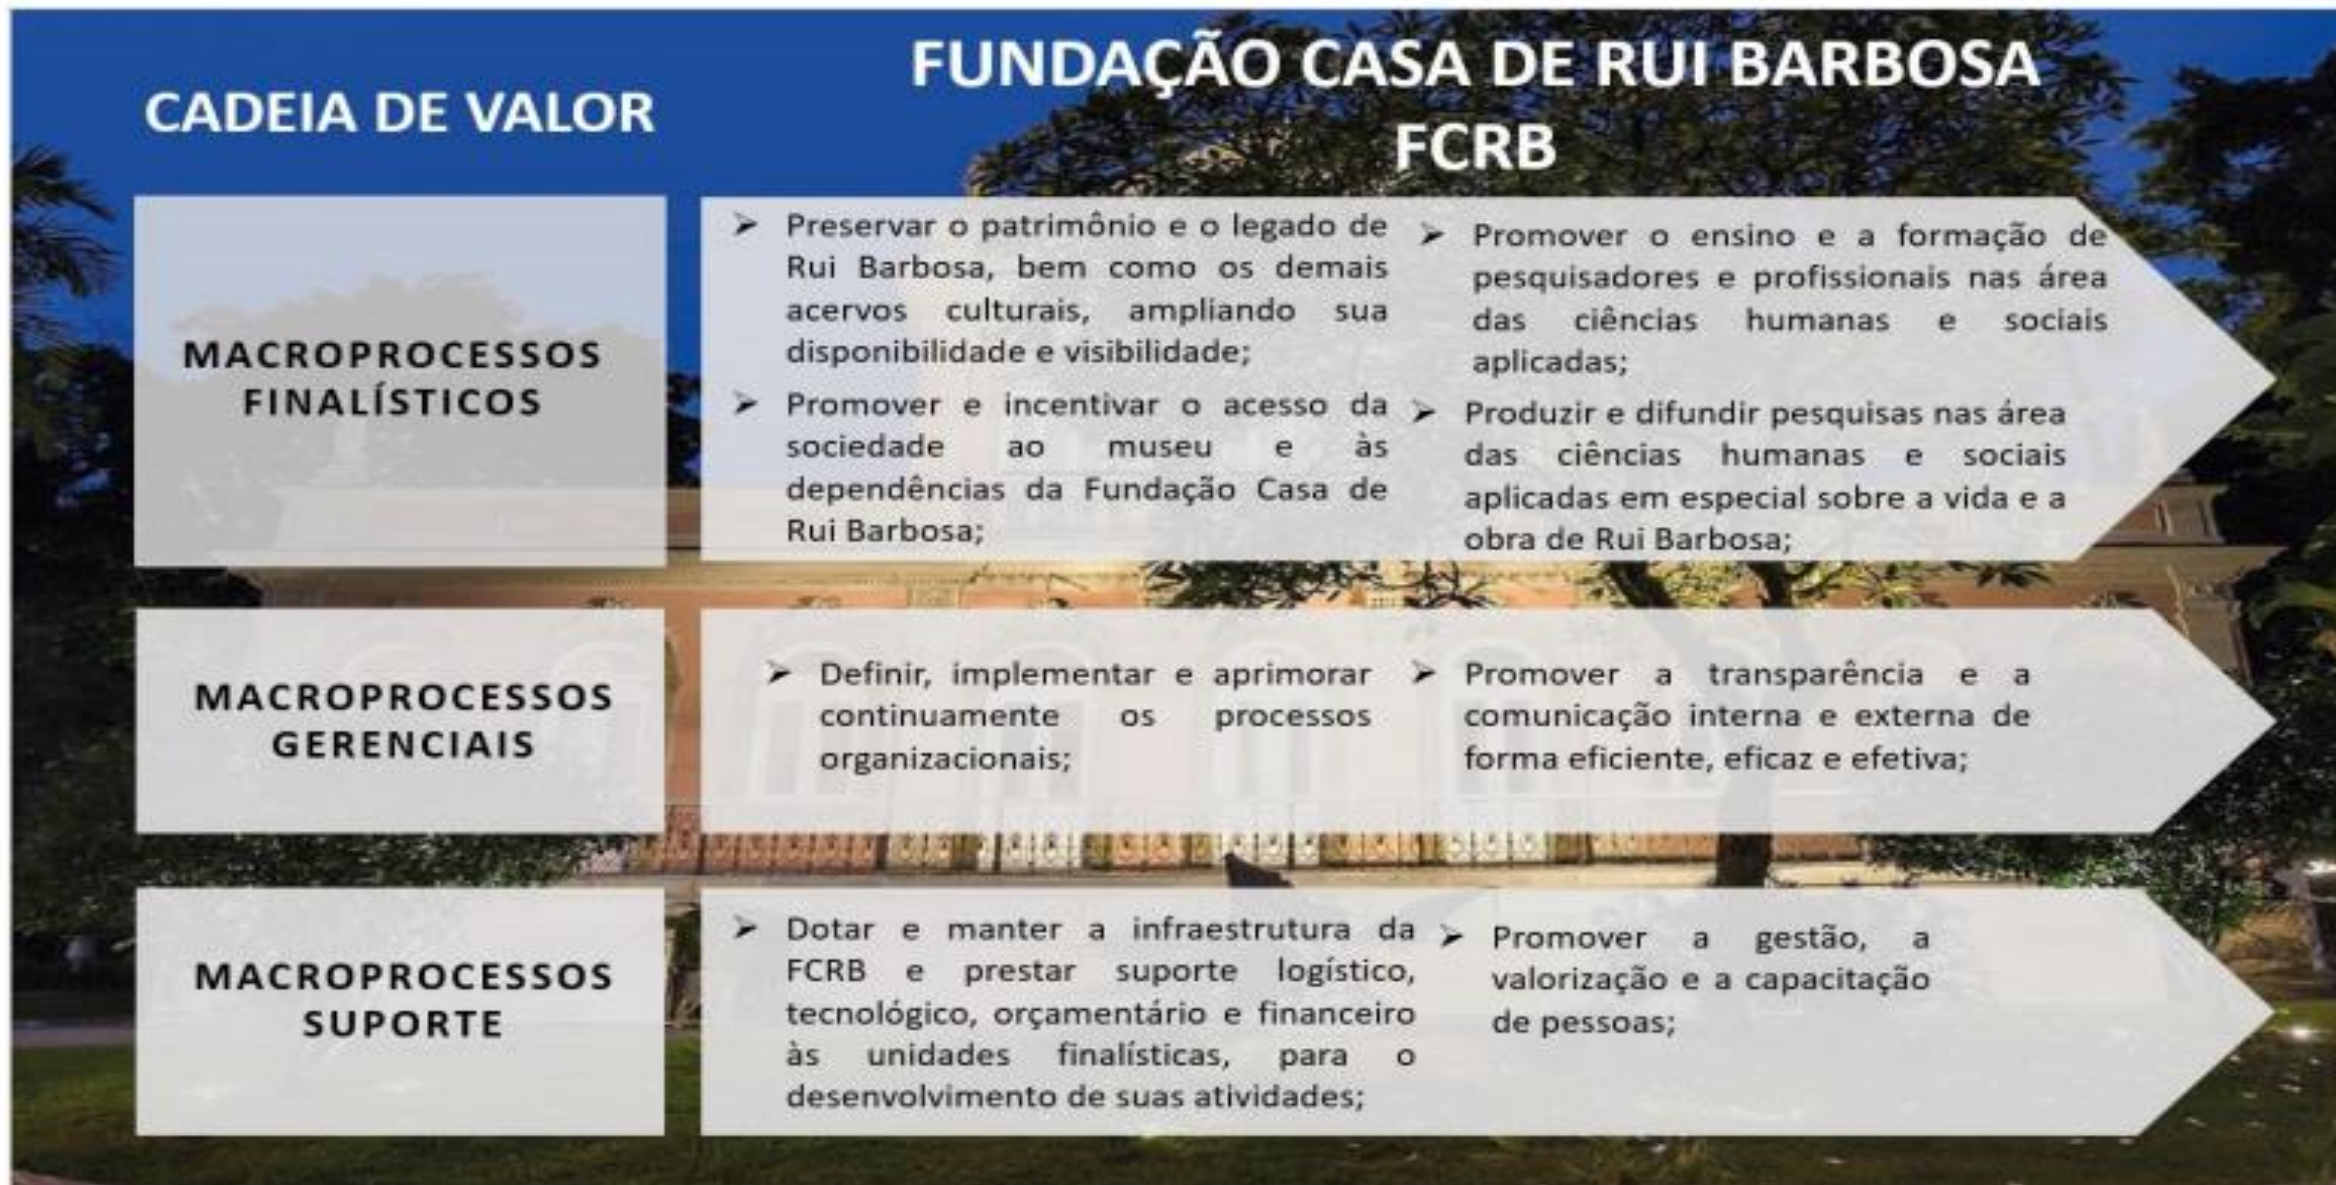 CADEIA DE VALOR
FUNDAÇÃO CASA DE RUI BARBOSA
FCRB
MACROPROCESSOS
FINALÍSTICOS
➢ Preservar o patrimônio e o legado de
Rui Barbosa, bem como os demais
acervos culturais, ampliando sua
disponibilidade e visibilidade;
➢ Promover e incentivar o acesso da
sociedade ao museu e às
dependências da Fundação Casa de
Rui Barbosa;
➢ Promover o ensino e a formação de
pesquisadores e profissionais nas área
das ciências humanas e sociais
aplicadas;
➢ Produzir e difundir pesquisas nas área
das ciências humanas e sociais
aplicadas em especial sobre a vida e a
obra de Rui Barbosa;
MACROPROCESSOS
GERENCIAIS
➢ Definir, implementar e aprimorar
continuamente os processos
organizacionais;
➢ Promover a transparência e a
comunicação interna e externa de
forma eficiente, eficaz e efetiva;
MACROPROCESSOS
SUPORTE
➢ Dotar e manter a infraestrutura da
FCRB e prestar suporte logístico,
tecnológico, orçamentário e financeiro
às unidades finalísticas, para o
desenvolvimento de suas atividades;
➢ Promover a gestão, a
valorização e a capacitação
de pessoas;